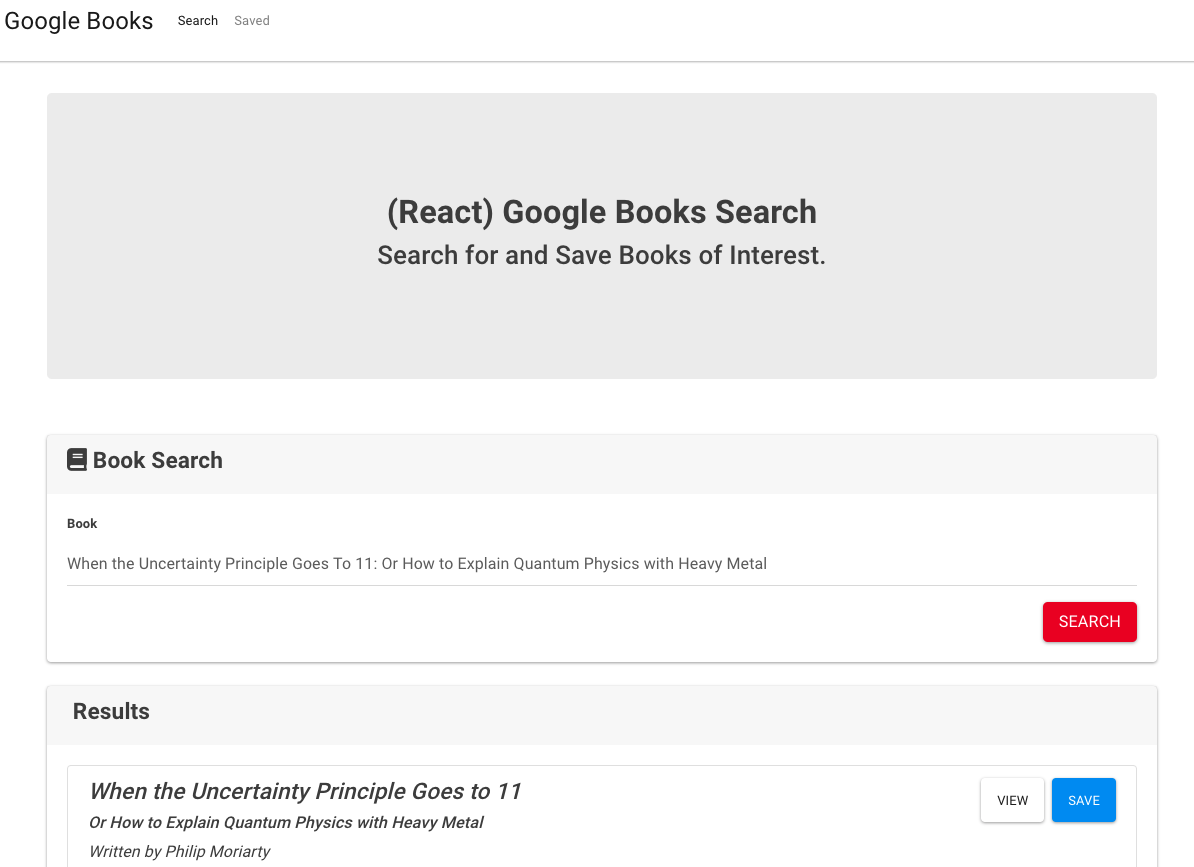 Google Books Search Saved
(React) Google Books Search
Search for and Save Books of Interest.
Book Search
Book
When the Uncertainty Principle Goes To 11: Or How to Explain Quantum Physics with Heavy Metal
SEARCH
Results
When the Uncertainty Principle Goes to 11
VIEW SAVE
Or How to Explain Quantum Physics with Heavy Metal
Written by Philip Moriarty